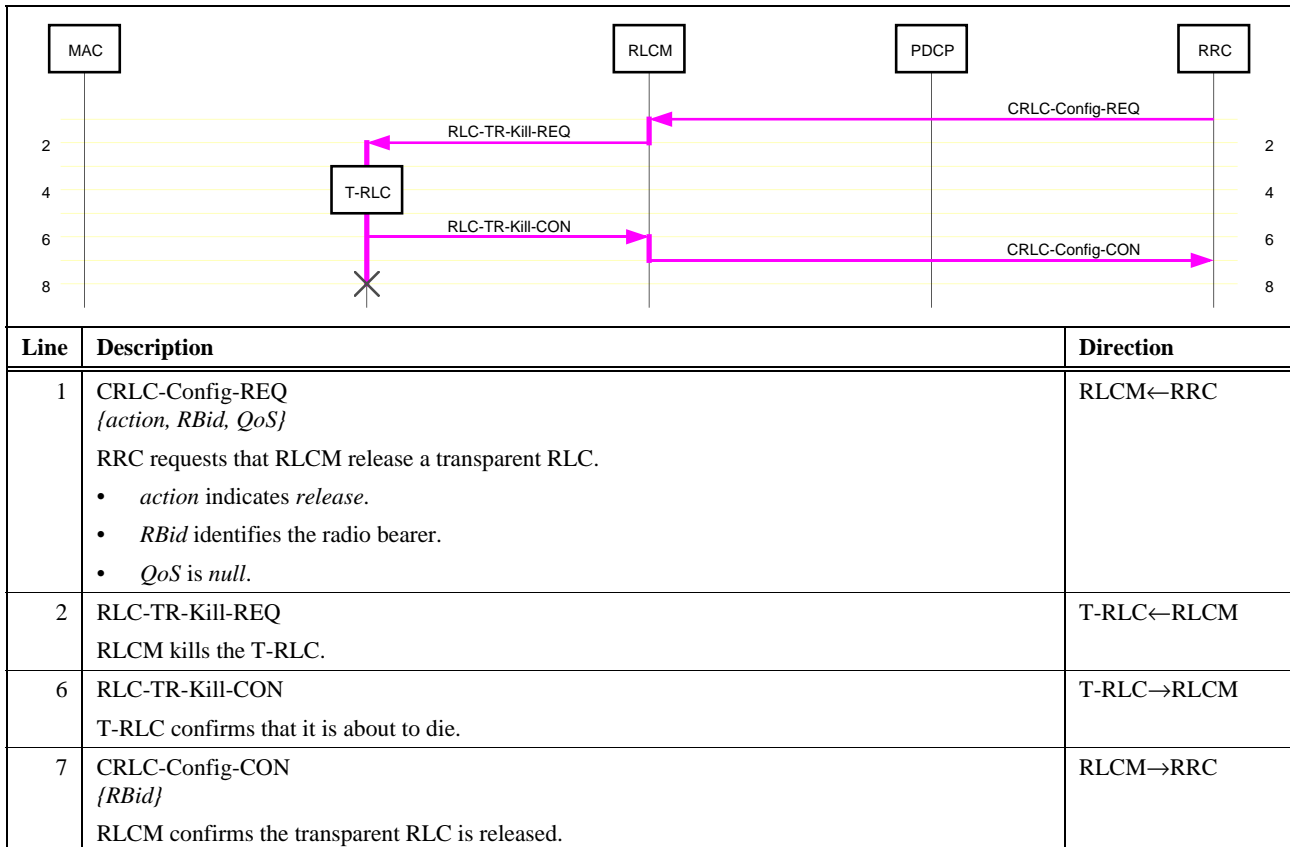 MAC RLCM PDCP RRC
CRLC-Config-REQ
RLC-TR-Kill-REQ
2 2
4 T-RLC 4
RLC-TR-Kill-CON
6 6
CRLC-Config-CON
8 8
Line Description Direction
1 CRLC-Config-REQ RLCM←RRC
{action, RBid, QoS}
RRC requests that RLCM release a transparent RLC.
• action indicates release.
• RBid identifies the radio bearer.
• QoS is null.
2 RLC-TR-Kill-REQ T-RLC←RLCM
RLCM kills the T-RLC.
6 RLC-TR-Kill-CON T-RLC→RLCM
T-RLC confirms that it is about to die.
7 CRLC-Config-CON RLCM→RRC
{RBid}
RLCM confirms the transparent RLC is released.